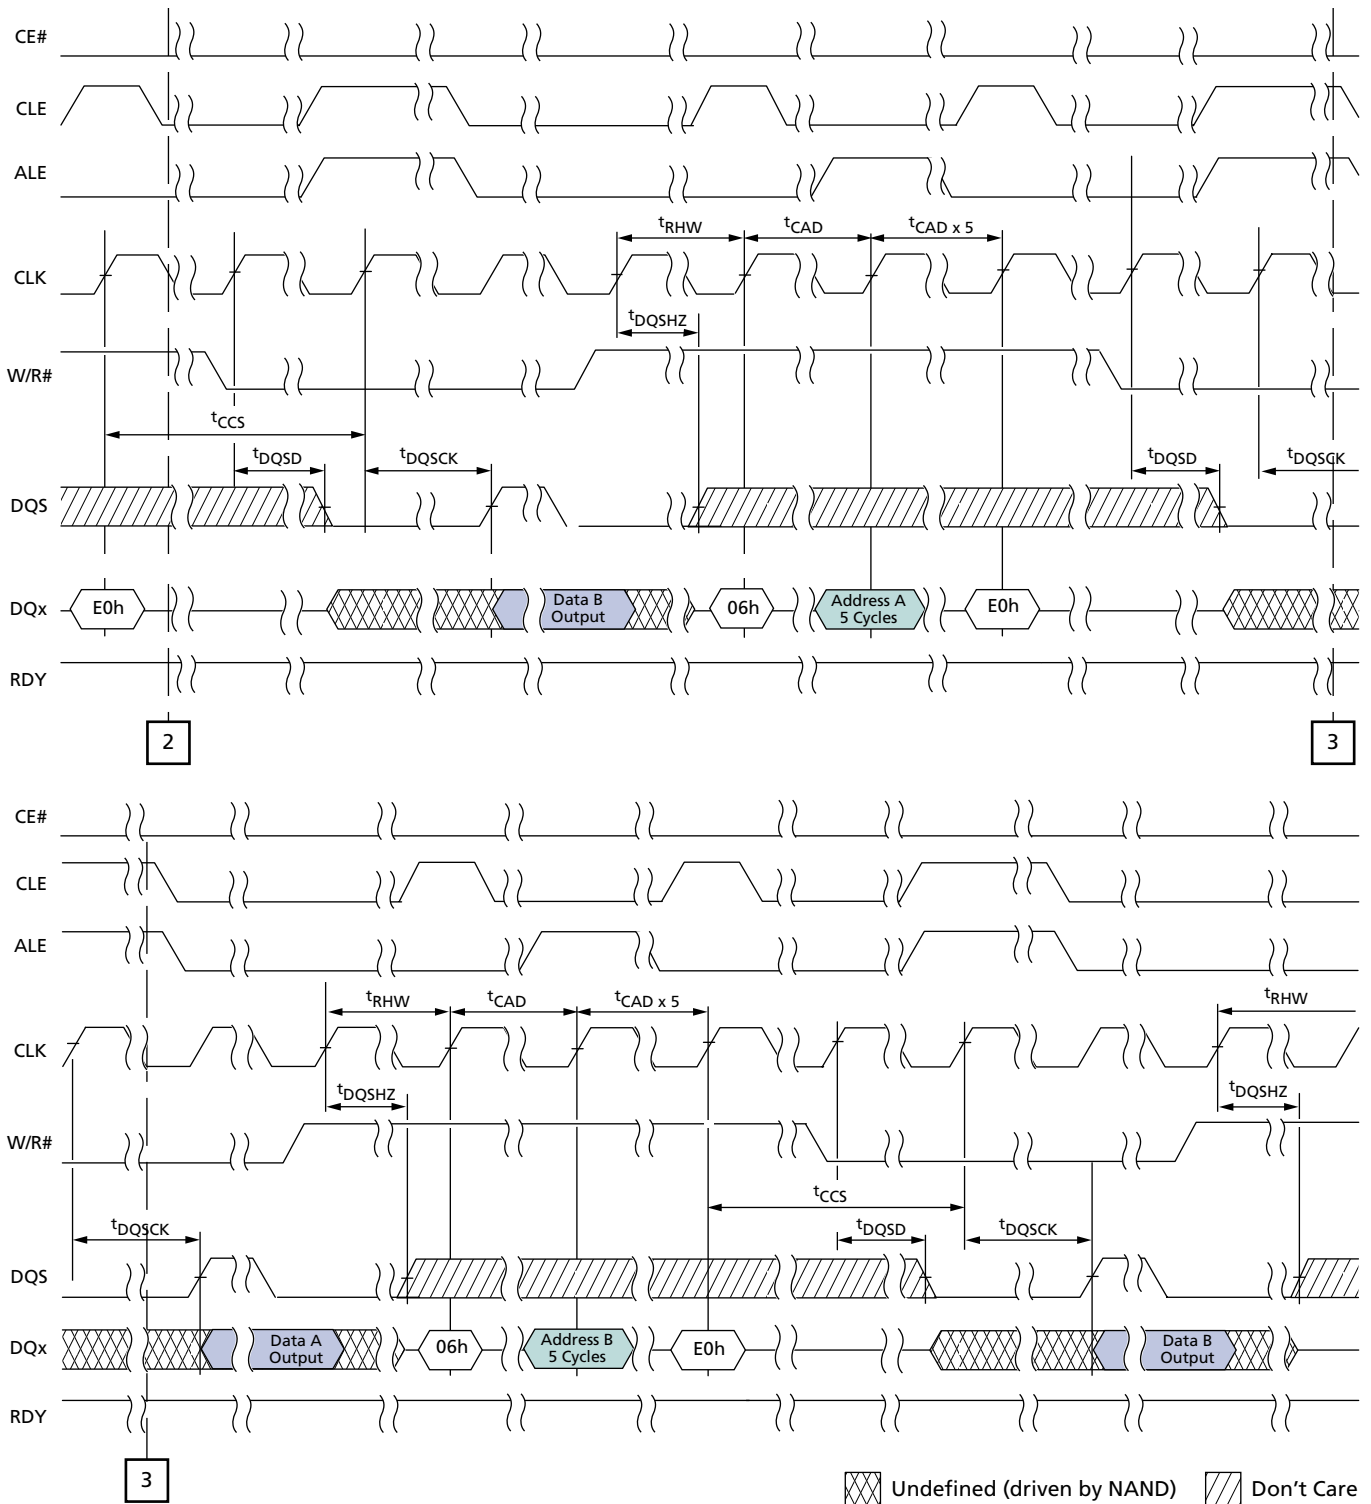 CE#
CLE
ALE
tRHW tCAD tCAD x 5
CLK
tDQSHZ
W/R#
tCCS
tDQSD tDQSCK tDQSD tDQSCK
DQS
DQx E0h Data B Output 06h Address A 5 Cycles E0h
RDY
2 3
CE#
CLE
ALE
tRHW tCAD tCAD x 5 tRHW
CLK
tDQSHZ tDQSHZ
W/R#
tCCS
tDQSCK tDQSD tDQSCK
DQS
DQx Data A Output 06h Address B 5 Cycles E0h Data B Output
RDY
3
Undefined (driven by NAND) Don't Care